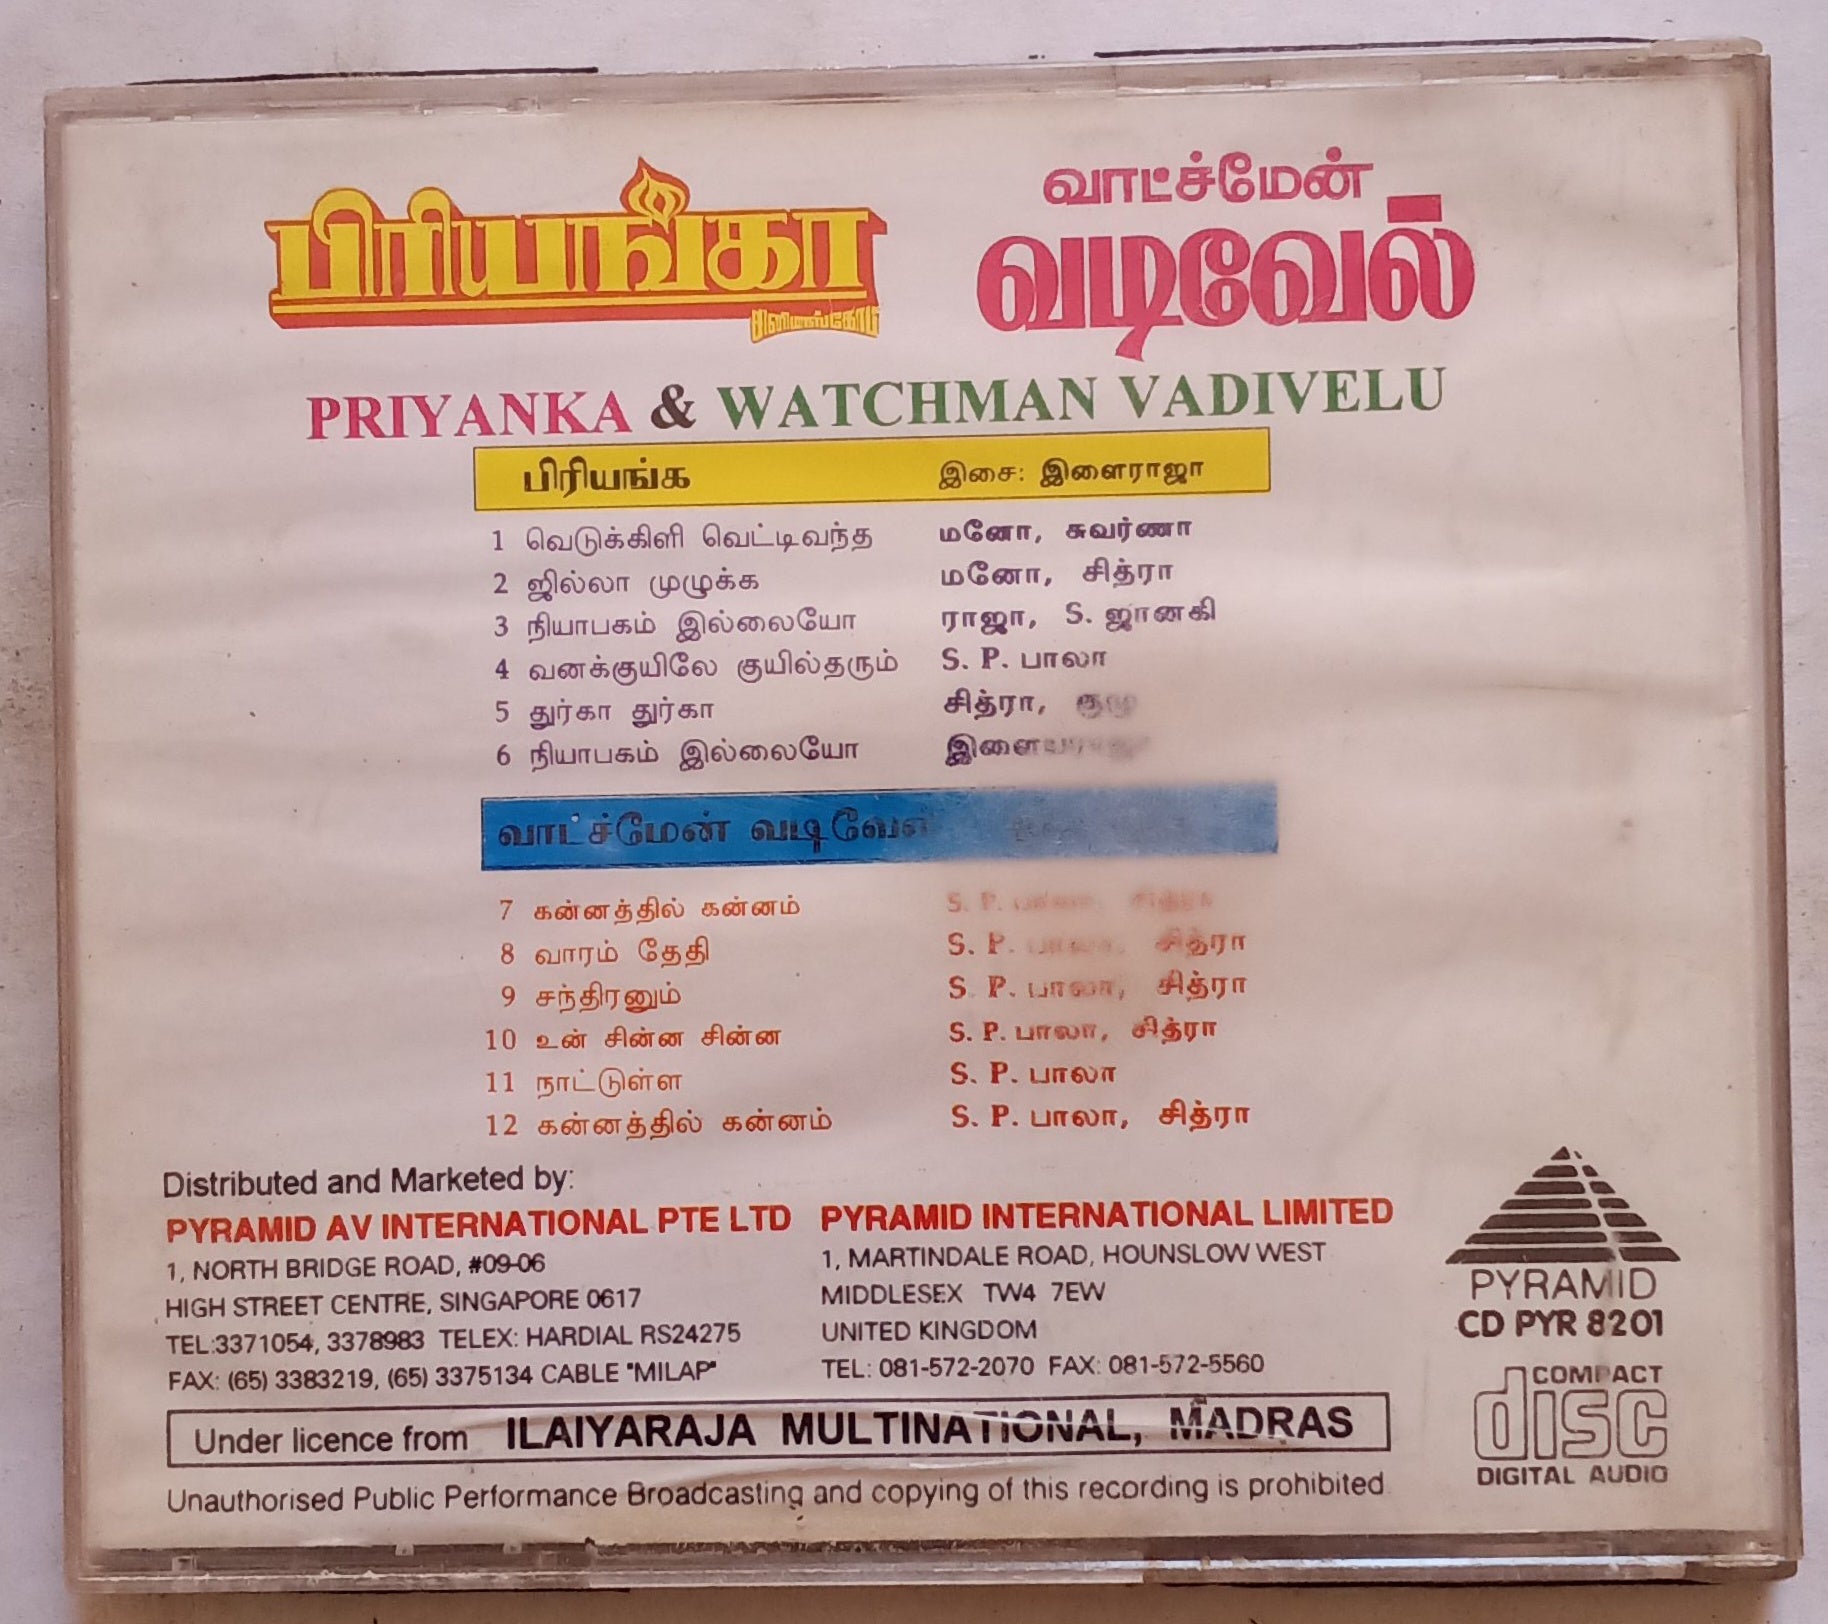 பிரியங்கா
சினிமாஸ்கோப்
வாட்ச்மேன்
வடிவேல்
PRIYANKA & WATCHMAN VADIVELU
பிரியங்க இசை: இளைராஜா
1 வெடுக்கிளி வெட்டிவந்த மனோ, சுவர்ணா
2 ஜில்லா முழுக்க மனோ, சித்ரா
3 நியாபகம் இல்லையோ ராஜா, S. ஜானகி
4 வனக்குயிலே குயில்தரும் S. P. பாலா
5 துர்கா துர்கா சித்ரா, குழு
6 நியாபகம் இல்லையோ
வாட்ச்மேன்
7 கன்னத்தில் கன்னம் S. P. பாலா, சித்ரா
8 வாரம் தேதி S. P. பாலா, சித்ரா
9 சந்திரனும் S. P. பாலா, சித்ரா
10 உன் சின்ன சின்ன S. P. பாலா, சித்ரா
11 நாட்டுள்ள S. P. பாலா
12 கன்னத்தில் கன்னம் S. P. பாலா, சித்ரா
Distributed and Marketed by:
PYRAMID AV INTERNATIONAL PTE LTD
1, NORTH BRIDGE ROAD, #09-06
HIGH STREET CENTRE, SINGAPORE 0617
TEL:3371054, 3378983 TELEX: HARDIAL RS24275
FAX: (65) 3383219, (65) 3375134 CABLE "MILAP"
PYRAMID INTERNATIONAL LIMITED
1, MARTINDALE ROAD, HOUNSLOW WEST
MIDDLESEX TW4 7EW
UNITED KINGDOM
TEL: 081-572-2070 FAX: 081-572-5560
PYRAMID
CD PYR 8201
COMPACT
disc
DIGITAL AUDIO
Under licence from ILAIYARAJA MULTINATIONAL, MADRAS
Unauthorised Public Performance Broadcasting and copying of this recording is prohibited